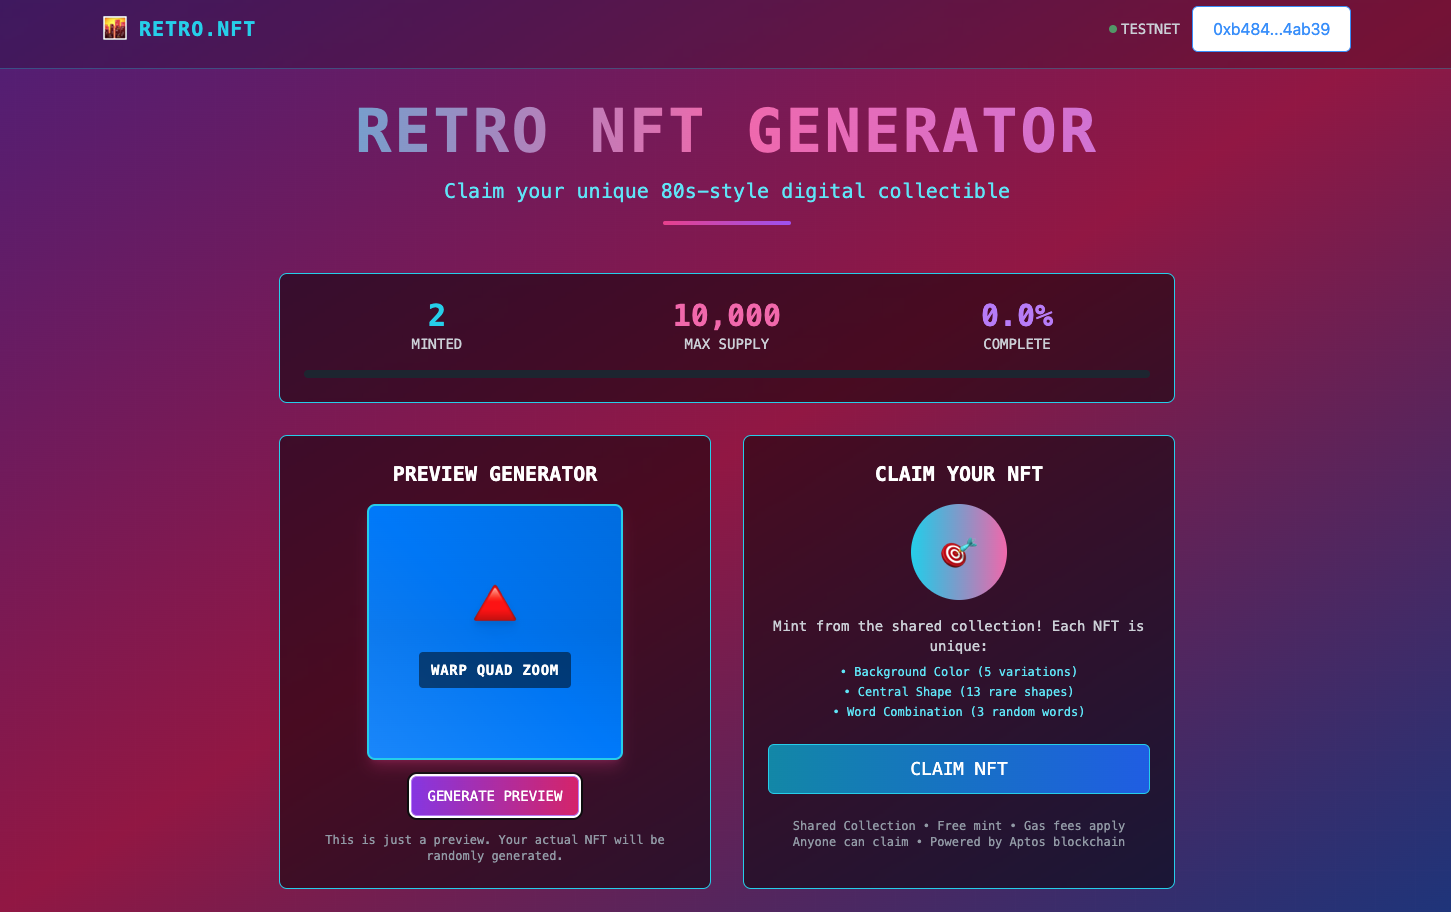 RETRO.NFT
TESTNET
0xb484...4ab39
RETRO NFT GENERATOR
Claim your unique 80s-style digital collectible
2
MINTED
10,000
MAX SUPPLY
0.0%
COMPLETE
PREVIEW GENERATOR
WARP QUAD ZOOM
GENERATE PREVIEW
This is just a preview. Your actual NFT will be
randomly generated.
CLAIM YOUR NFT
Mint from the shared collection! Each NFT is
unique:
• Background Color (5 variations)
• Central Shape (13 rare shapes)
• Word Combination (3 random words)
CLAIM NFT
Shared Collection • Free mint • Gas fees apply
Anyone can claim • Powered by Aptos blockchain